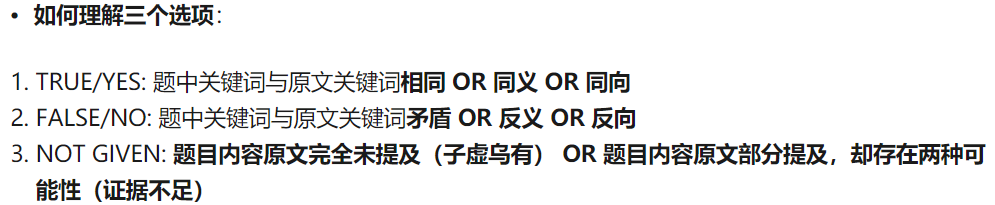 • 如何理解三个选项:
1. TRUE/YES: 题中关键词与原文关键词相同 OR 同义 OR 同向
2. FALSE/NO: 题中关键词与原文关键词矛盾 OR 反义 OR 反向
3. NOT GIVEN: 题目内容原文完全未提及（子虚乌有） OR 题目内容原文部分提及，却存在两种可
能性（证据不足）